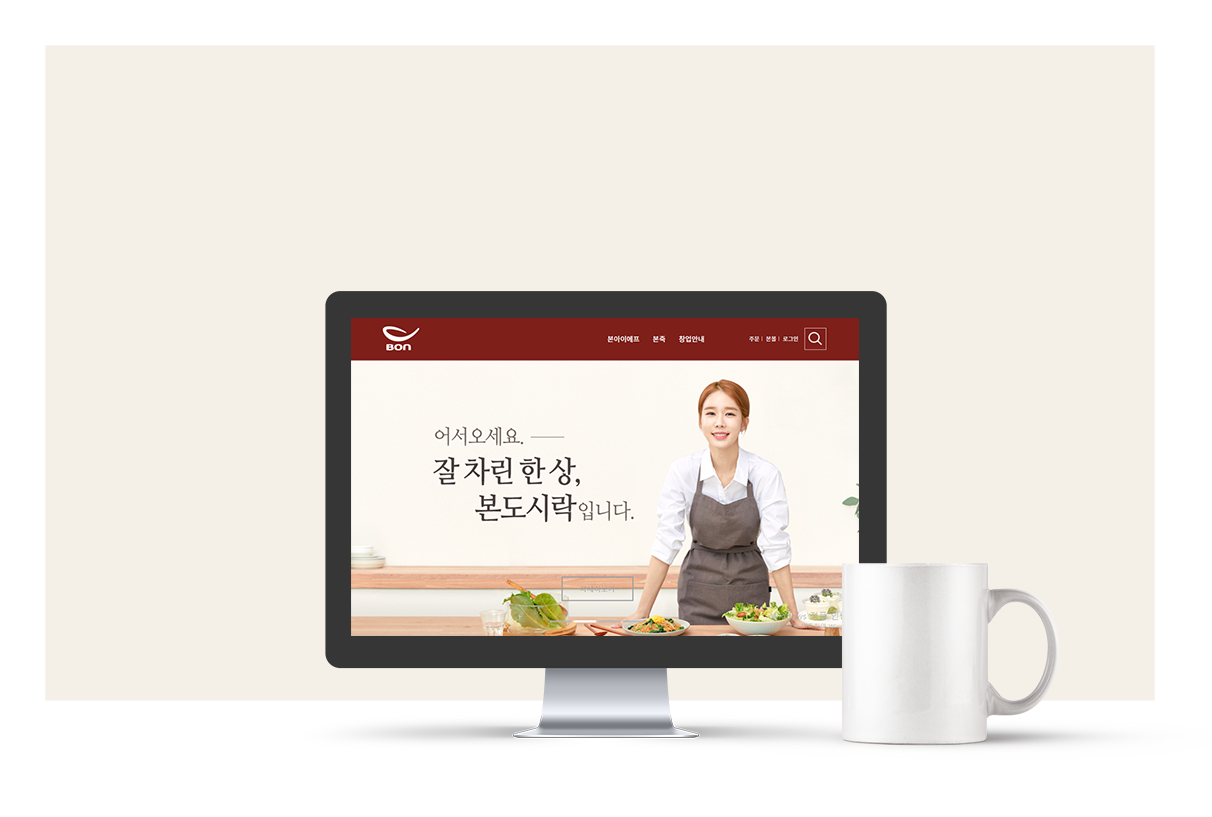 BON
본아이에프 본죽 창업안내 주문 | 본몰 | 로그인
어서오세요.
잘 차린 한 상,
본도시락입니다.